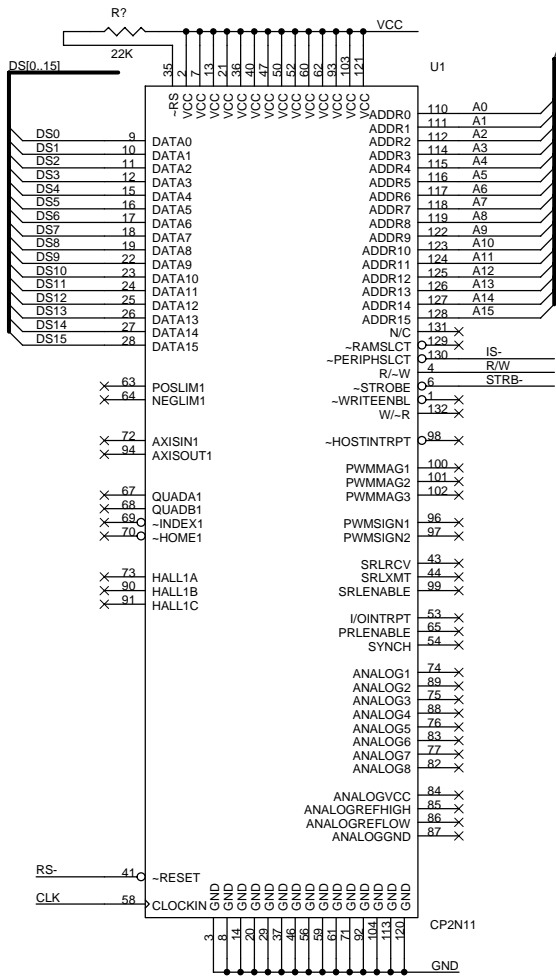 R?
VCC
22K
DS[0..15]
U1
35 2 7 13 21 36 40 47 50 52 60 62 93 103 121
~RS VCC VCC VCC VCC VCC VCC VCC VCC VCC VCC VCC VCC VCC VCC
ADDR0 110 A0
ADDR1 111 A1
DS0 9 DATA0 ADDR2 112 A2
DS1 10 DATA1 ADDR3 114 A3
DS2 11 DATA2 ADDR4 115 A4
DS3 12 DATA3 ADDR5 116 A5
DS4 15 DATA4 ADDR6 117 A6
DS5 16 DATA5 ADDR7 118 A7
DS6 17 DATA6 ADDR8 119 A8
DS7 18 DATA7 ADDR9 122 A9
DS8 19 DATA8 ADDR10 123 A10
DS9 22 DATA9 ADDR11 124 A11
DS10 23 DATA10 ADDR12 125 A12
DS11 24 DATA11 ADDR13 126 A13
DS12 25 DATA12 ADDR14 127 A14
DS13 26 DATA13 ADDR15 128 A15
DS14 27 DATA14 N/C 131
DS15 28 DATA15 ~RAMSLCT 129
~PERIPHSLCT 130 IS-
R/~W 4 R/W
63 POSLIM1 ~STROBE 6 STRB-
64 NEGLIM1 ~WRITEENBL 1
W/~R 132
72 AXISIN1 ~HOSTINTRPT 98
94 AXISOUT1
PWMMAG1 100
PWMMAG2 101
67 QUADA1 PWMMAG3 102
68 QUADB1
69 ~INDEX1 PWMSIGN1 96
70 ~HOME1 PWMSIGN2 97
SRLRCV 43
73 HALL1A SRLXMT 44
90 HALL1B SRLENABLE 99
91 HALL1C
I/OINTRPT 53
PRLENABLE 65
SYNCH 54
ANALOG1 74
ANALOG2 89
ANALOG3 75
ANALOG4 88
ANALOG5 76
ANALOG6 83
ANALOG7 77
ANALOG8 82
ANALOGVCC 84
ANALOGREFHIGH 85
ANALOGREFLOW 86
ANALOGGND 87
RS- 41 ~RESET
CLK 58 CLOCKIN
GND GND GND GND GND GND GND GND GND GND GND GND GND GND GND
CP2N11
3 8 14 20 29 37 46 56 59 61 71 92 104 113 120
GND